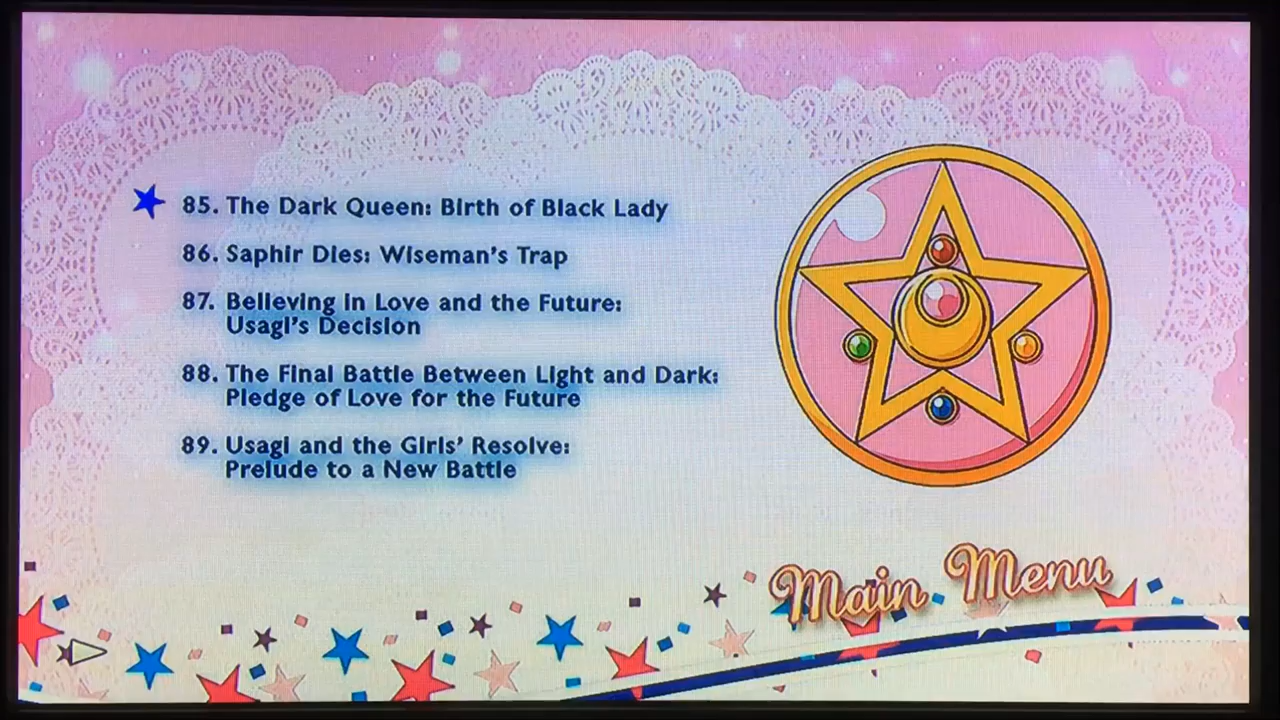 85. The Dark Queen: Birth of Black Lady
86. Saphir Dies: Wiseman's Trap
87. Believing in Love and the Future:
Usagi's Decision
88. The Final Battle Between Light and Dark:
Pledge of Love for the Future
89. Usagi and the Girls' Resolve:
Prelude to a New Battle
Main Menu